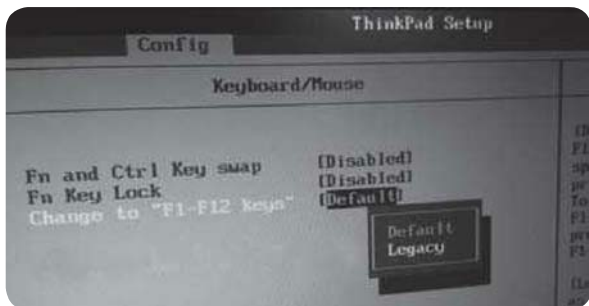 ThinkPad Setup
Config
Keyboard/Mouse
Fn and Ctrl Key swap [Disabled]
Fn Key Lock [Disabled]
Change to "F1-F12 keys" [Default]
Default
Legacy